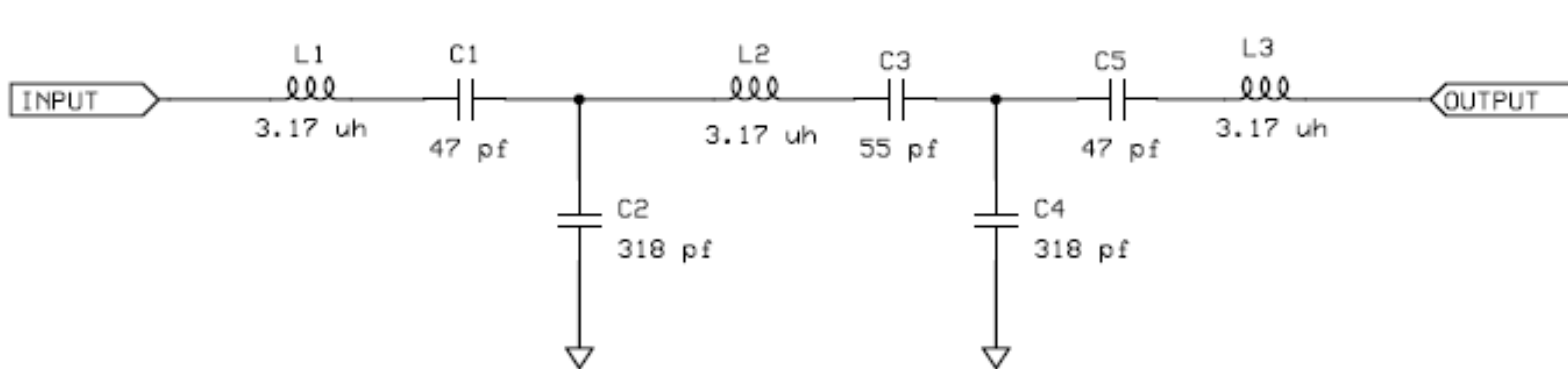 L1
C1
L2
C3
C5
L3
INPUT
OUTPUT
3.17 uh
47 pf
3.17 uh
55 pf
47 pf
3.17 uh
C2
318 pf
C4
318 pf